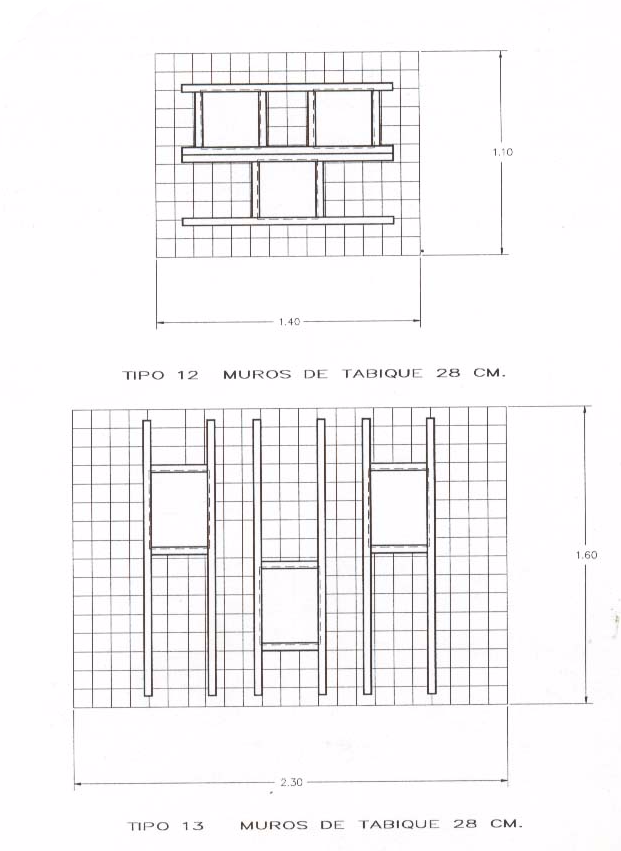 1.10
1.40
TIPO 12 MUROS DE TABIQUE 28 CM.
1.60
2.30
TIPO 13 MUROS DE TABIQUE 28 CM.